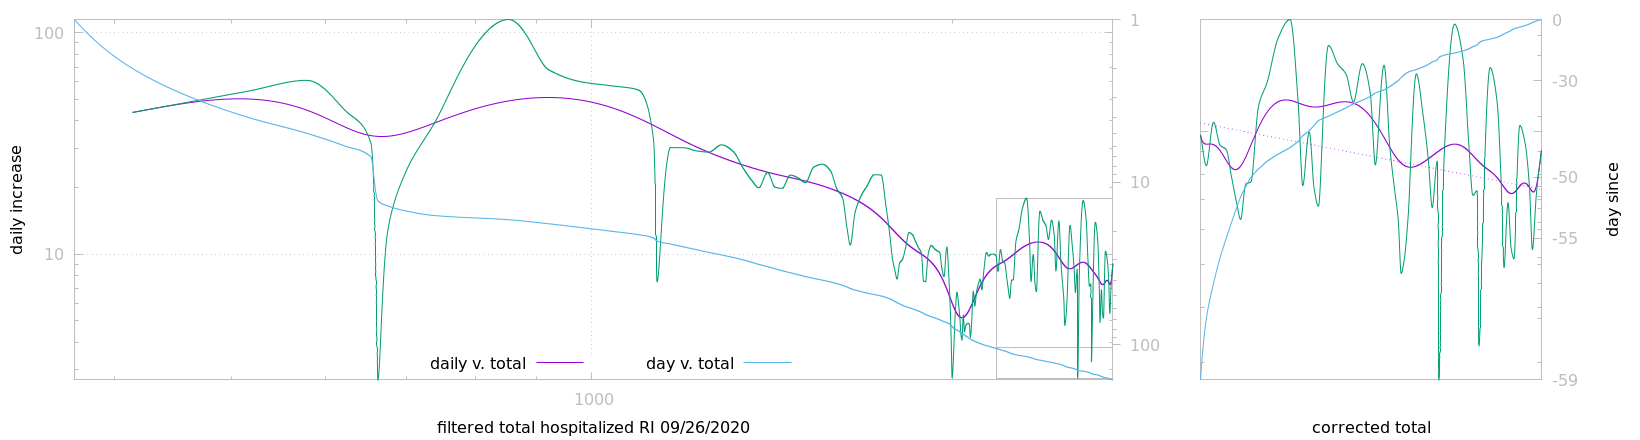 100
10
daily increase
1
10
100
daily v. total
day v. total
1000
filtered total hospitalized RI 09/26/2020
0
-30
-50
-55
-59
day since
corrected total